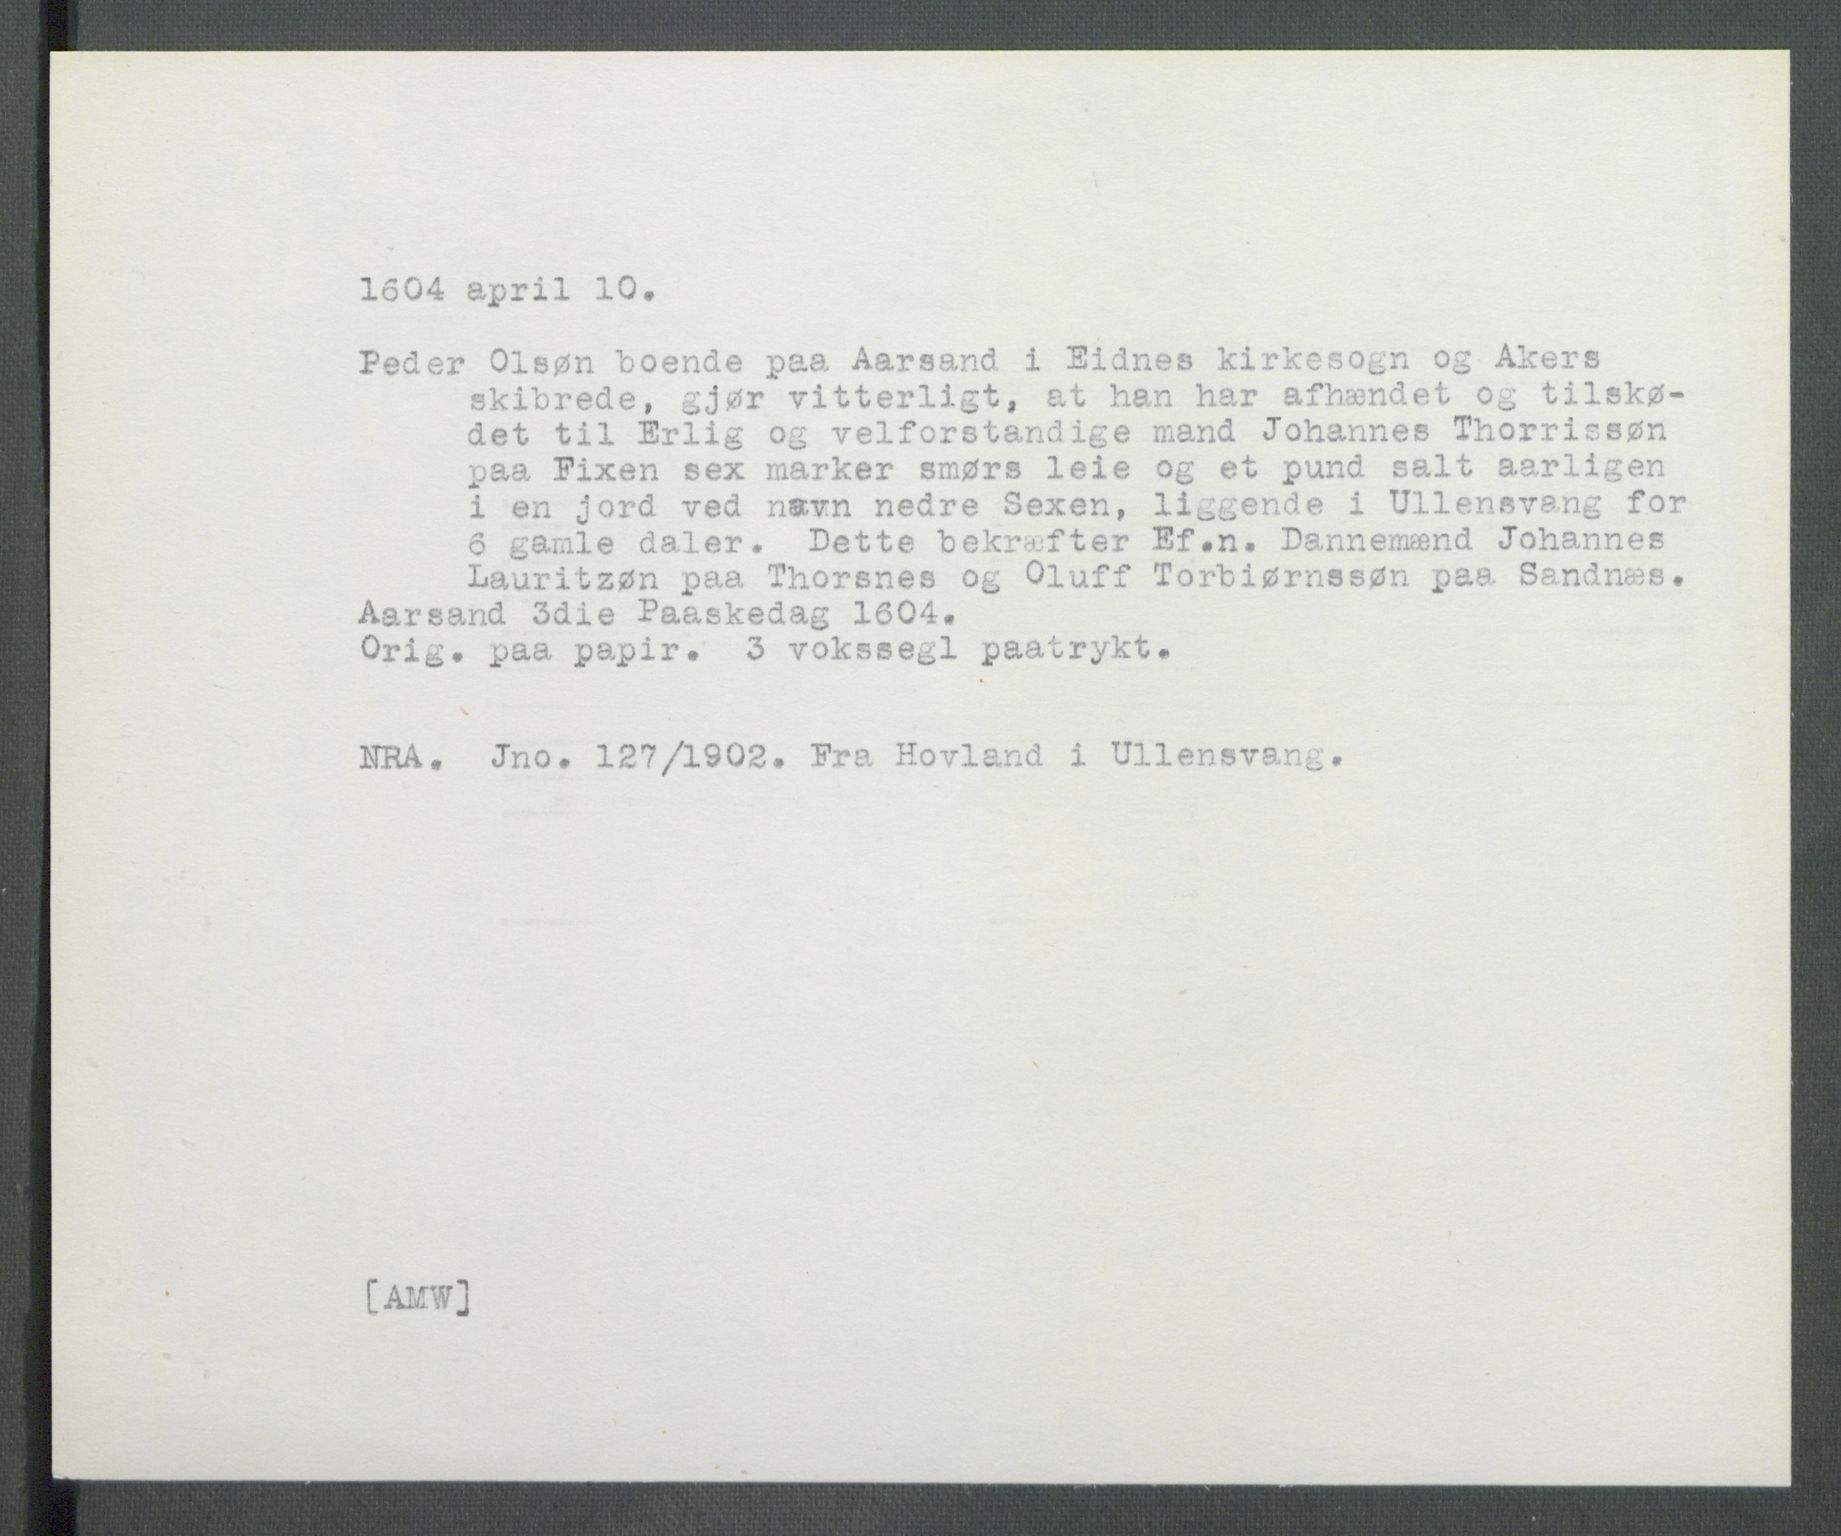 1604 april 10.
Peder Olsøn boende paa Aarsand i Eidnes kirkesogn og Akers
skibrede, gjør vitterligt, at han har afhændet og tilskø-
det til Erlig og velforstandige mand Johannes Thorrissøn
paa Fixen sex marker smørs leie og et pund salt aarligen
i en jord ved navn nedre Sexen, liggende i Ullensvang for
6 gamle daler. Dette bekræfter Ef.n. Dannemænd Johannes
Lauritzøn paa Thorsnes og Oluff Torbiørnssøn paa Sandnæs.
Aarsand 3die Paaskedag 1604.
Orig. paa papir. 3 vokssegl paatrykt.
NRA. Jno. 127/1902. Fra Hovland i Ullensvang.
[AMW]